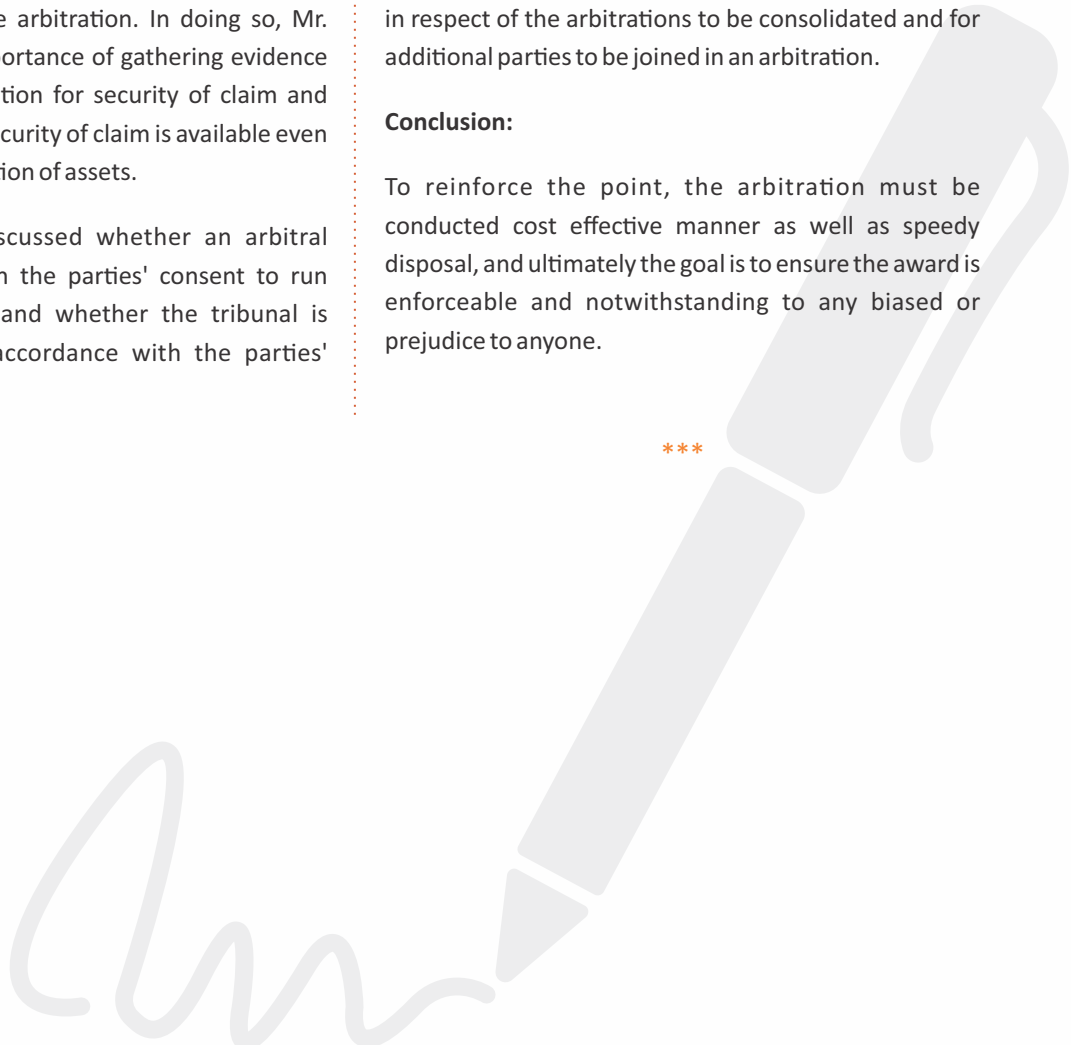 e arbitration. In doing so, Mr.
portance of gathering evidence
tion for security of claim and
curity of claim is available even
tion of assets.
scussed whether an arbitral
m the parties' consent to run
and whether the tribunal is
accordance with the parties'
in respect of the arbitrations to be consolidated and for
additional parties to be joined in an arbitration.
Conclusion:
To reinforce the point, the arbitration must be
conducted cost effective manner as well as speedy
disposal, and ultimately the goal is to ensure the award is
enforceable and notwithstanding to any biased or
prejudice to anyone.
***